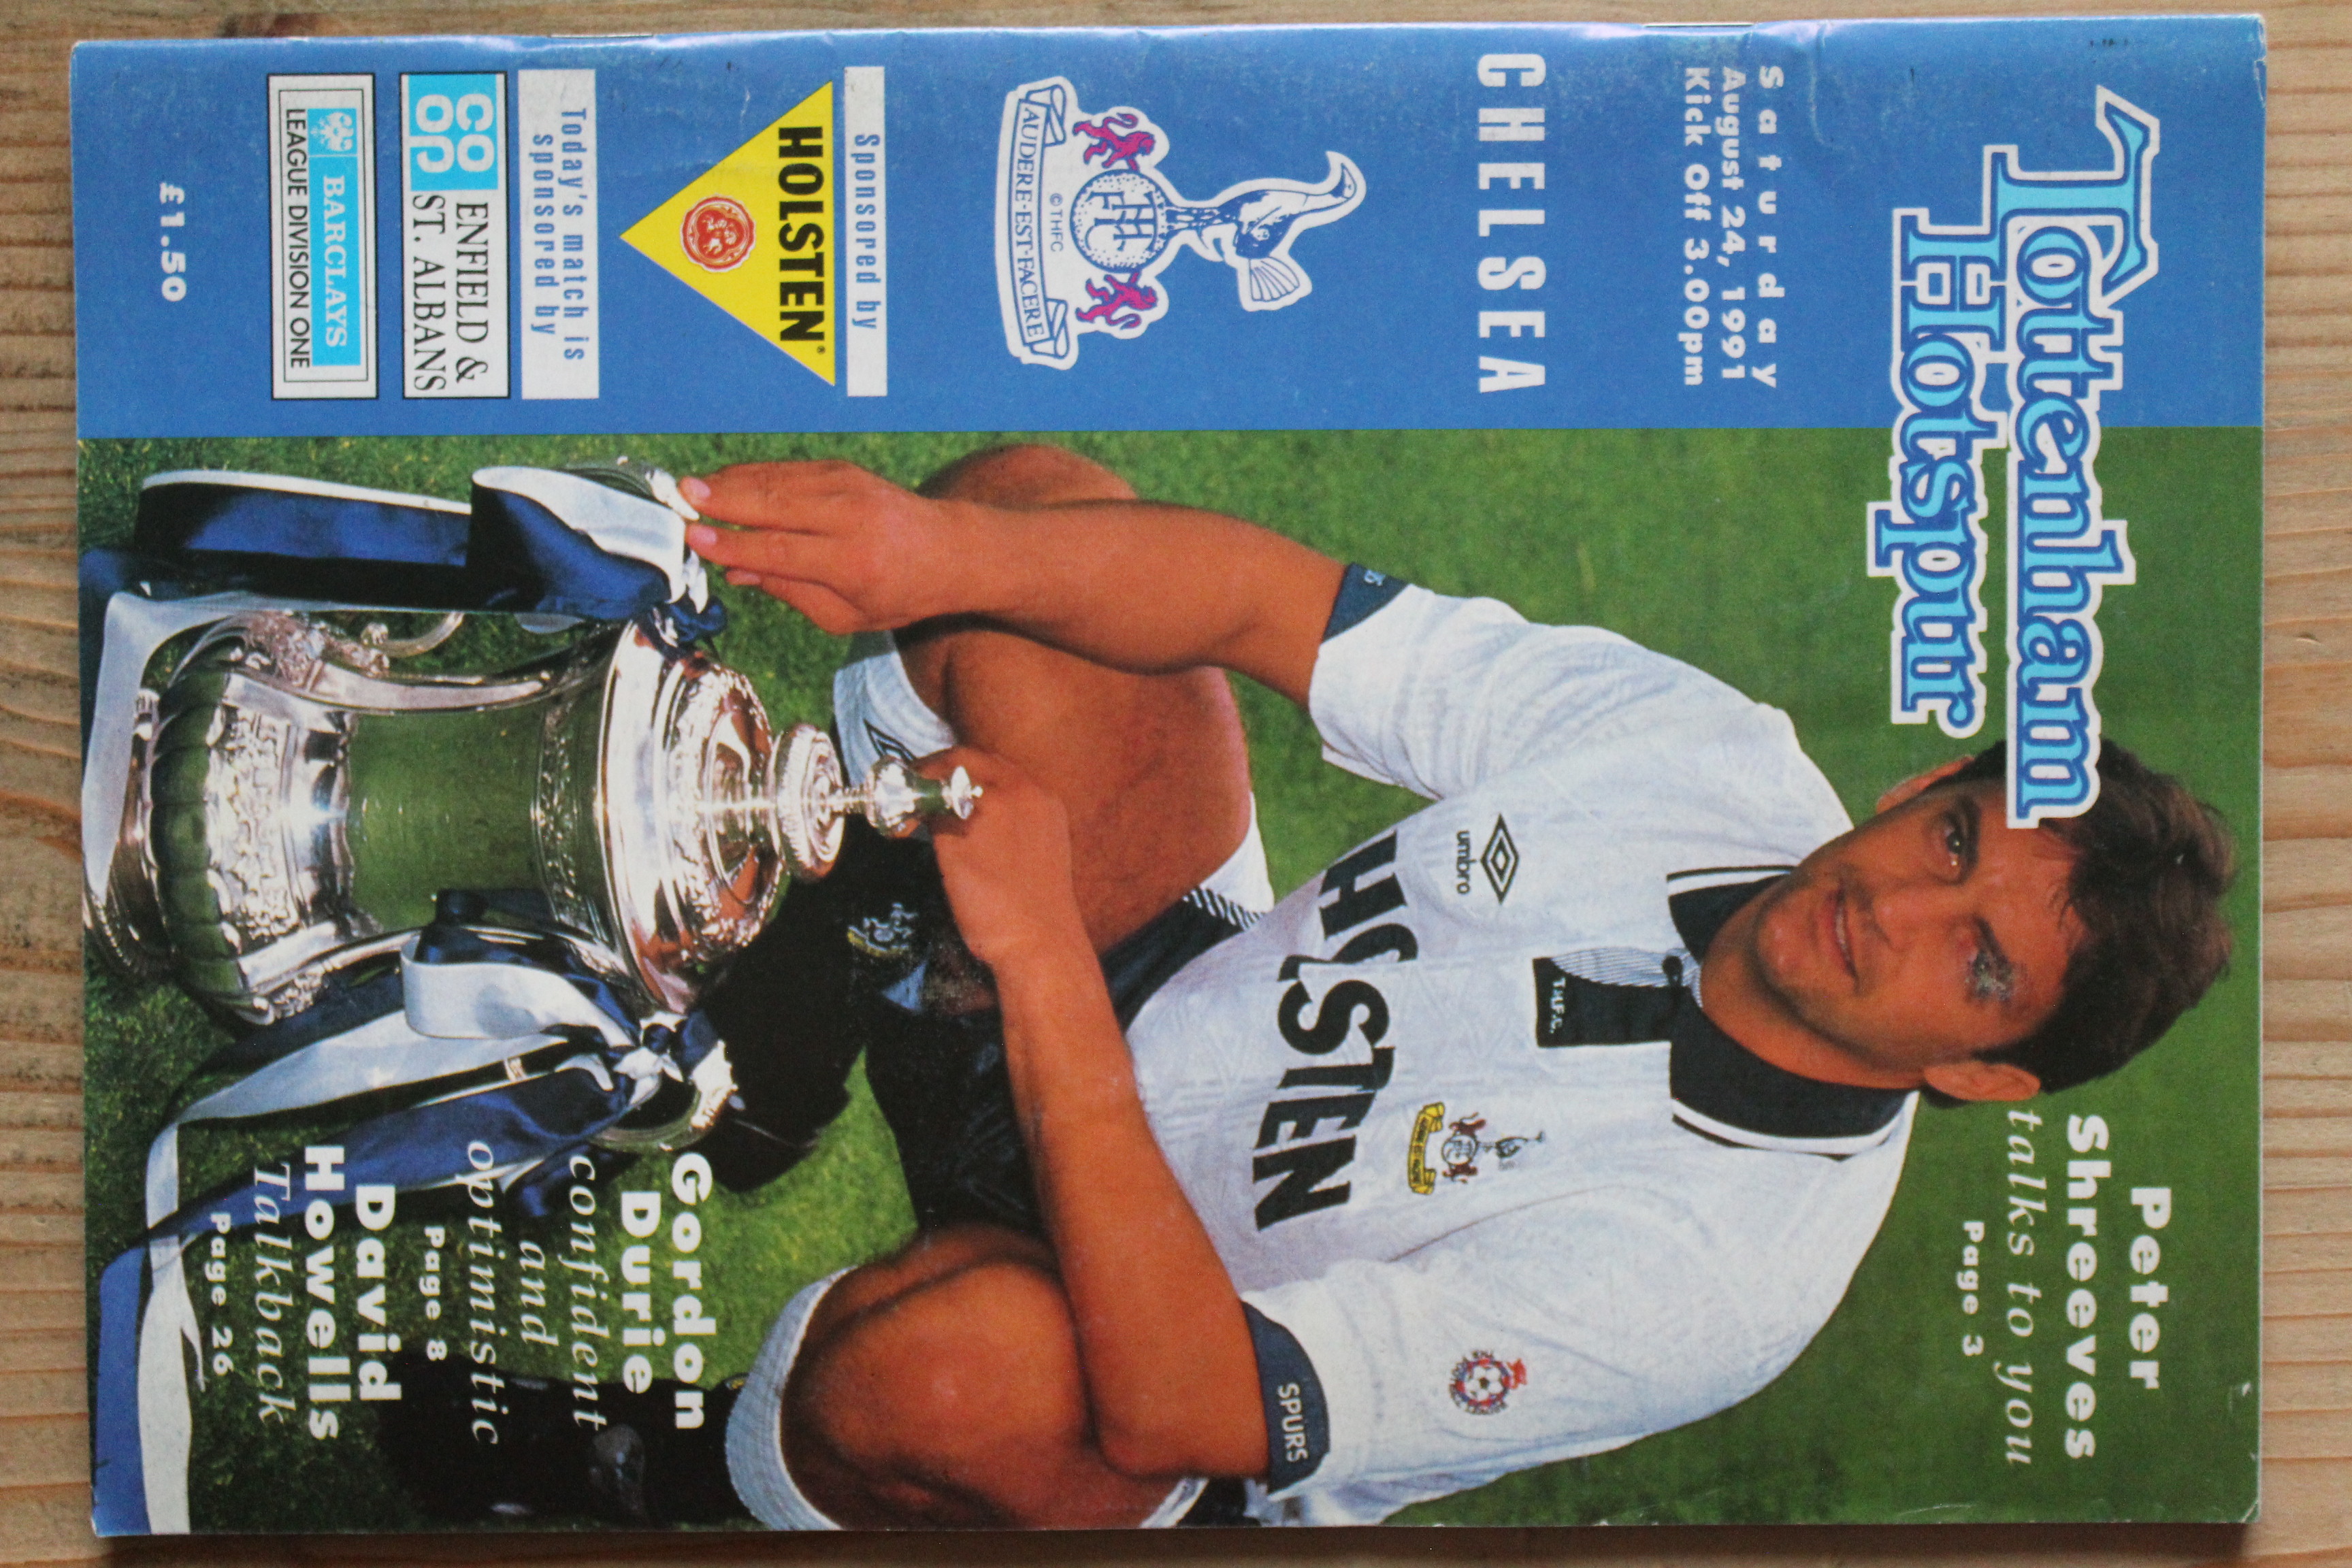 Tottenham
Hotspur
Saturday
August 24, 1991
Kick Off 3.00pm
CHELSEA
© THFC
AUDERE·EST·FACERE
Sponsored by
HOLSTEN®
Today's match is
sponsored by
CO
OP
ENFIELD &
ST. ALBANS
BARCLAYS
LEAGUE DIVISION ONE
£1.50
Peter
Shreeves
talks to you
Page 3
T.H.F.C.
umbro
HOLSTEN
SPURS
Gordon
Durie
confident
and
optimistic
Page 8
David
Howells
Talkback
Page 26